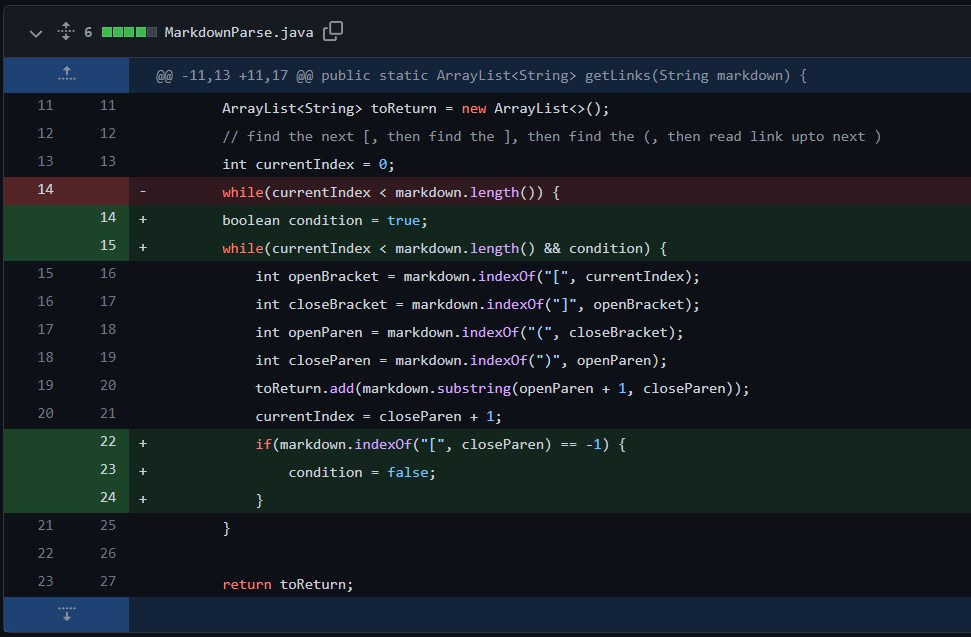 6 MarkdownParse.java
@@ -11,13 +11,17 @@ public static ArrayList<String> getLinks(String markdown) {
11 11 ArrayList<String> toReturn = new ArrayList<>();
12 12 // find the next [, then find the ], then find the (, then read link upto next )
13 13 int currentIndex = 0;
14 - while(currentIndex < markdown.length()) {
14 + boolean condition = true;
15 + while(currentIndex < markdown.length() && condition) {
15 16 int openBracket = markdown.indexOf("[", currentIndex);
16 17 int closeBracket = markdown.indexOf("]", openBracket);
17 18 int openParen = markdown.indexOf("(", closeBracket);
18 19 int closeParen = markdown.indexOf(")", openParen);
19 20 toReturn.add(markdown.substring(openParen + 1, closeParen));
20 21 currentIndex = closeParen + 1;
22 + if(markdown.indexOf("[", closeParen) == -1) {
23 + condition = false;
24 + }
21 25 }
22 26
23 27 return toReturn;